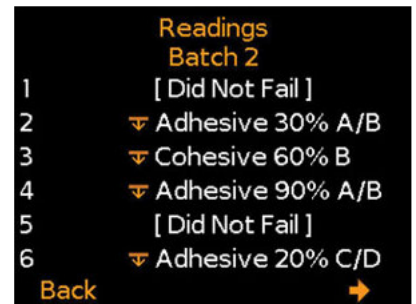 Readings
Batch 2
1 [ Did Not Fail ]
2 Adhesive 30% A/B
3 Cohesive 60% B
4 Adhesive 90% A/B
5 [ Did Not Fail ]
6 Adhesive 20% C/D
Back